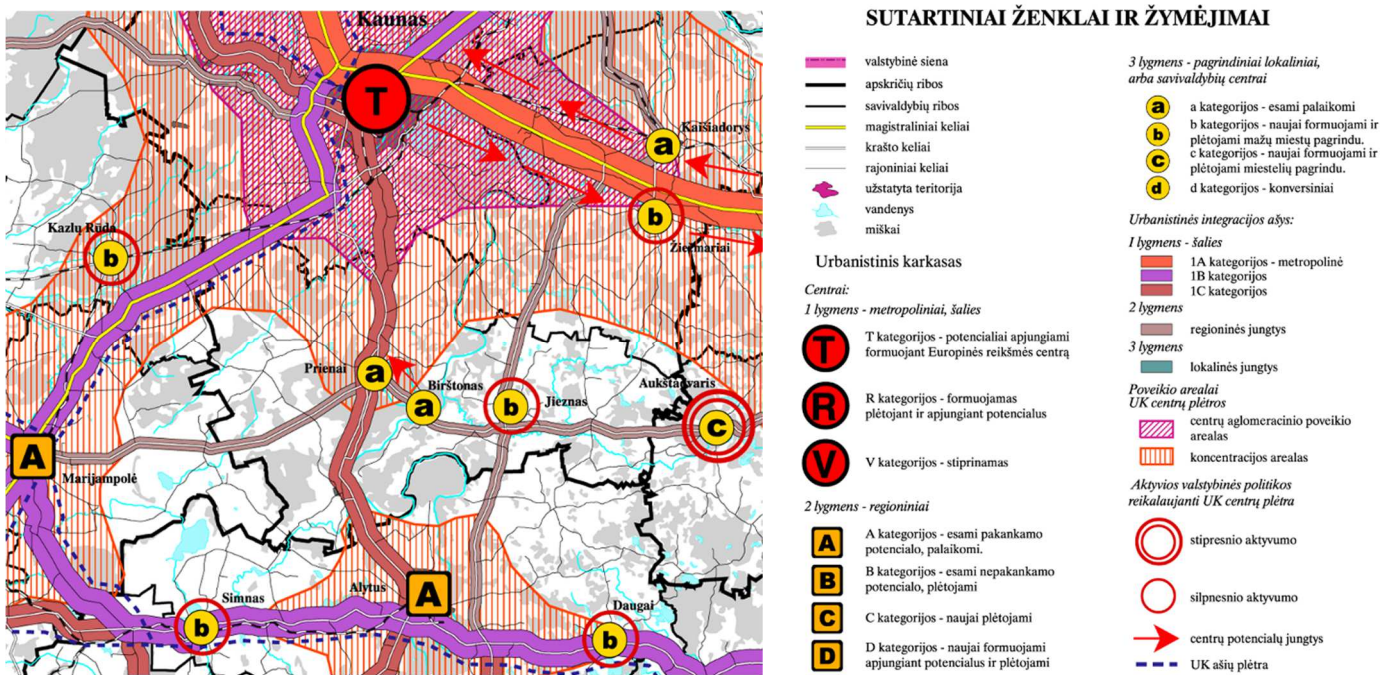 Kaunas
T
a
Kaišiadorys
b
Žiežmariai
Kazlų Rūda
b
Prienai
a
Birštonas
a
b
Jieznas
Aukštadvaris
c
A
Marijampolė
Simnas
b
Alytus
A
Daugai
b
SUTARTINIAI ŽENKLAI IR ŽYMĖJIMAI
valstybinė siena
apskričių ribos
savivaldybių ribos
magistraliniai keliai
krašto keliai
rajoniniai keliai
užstatyta teritorija
vandenys
miškai
Urbanistinis karkasas
Centrai:
1 lygmens - metropoliniai, šalies
T
T kategorijos - potencialiai apjungiami
formuojant Europinės reikšmės centrą
R
R kategorijos - formuojamas
plėtojant ir apjungiant potencialus
V
V kategorijos - stiprinamas
2 lygmens - regioniniai
A
A kategorijos - esami pakankamo
potencialo, palaikomi.
B
B kategorijos - esami nepakankamo
potencialo, plėtojami
C
C kategorijos - naujai plėtojami
D
D kategorijos - naujai formuojami
apjungiant potencialus ir plėtojami
3 lygmens - pagrindiniai lokaliniai,
arba savivaldybių centrai
a
a kategorijos - esami palaikomi
b
b kategorijos - naujai formuojami ir
plėtojami mažų miestų pagrindu.
c
c kategorijos - naujai formuojami ir
plėtojami miestelių pagrindu.
d
d kategorijos - konversiniai
Urbanistinės integracijos ašys:
I lygmens - šalies
1A kategorijos - metropolinė
1B kategorijos
1C kategorijos
2 lygmens
regioninės jungtys
3 lygmens
lokalinės jungtys
Poveikio arealai
UK centrų plėtros
centrų aglomeracinio poveikio
arealas
koncentracijos arealas
Aktyvios valstybinės politikos
reikalaujanti UK centrų plėtra
stipresnio aktyvumo
silpnesnio aktyvumo
centrų potencialų jungtys
UK ašių plėtra